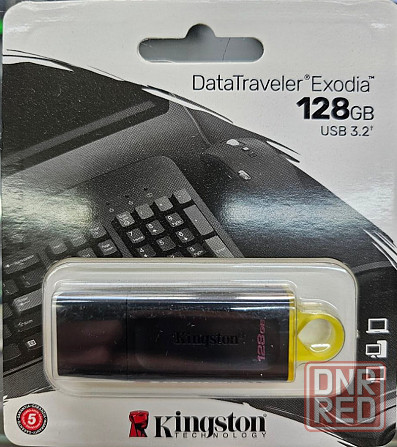 DataTraveler® Exodia™
128GB
USB 3.2†
Kingston
128GB
5
Kingston
TECHNOLOGY
DNR
RED